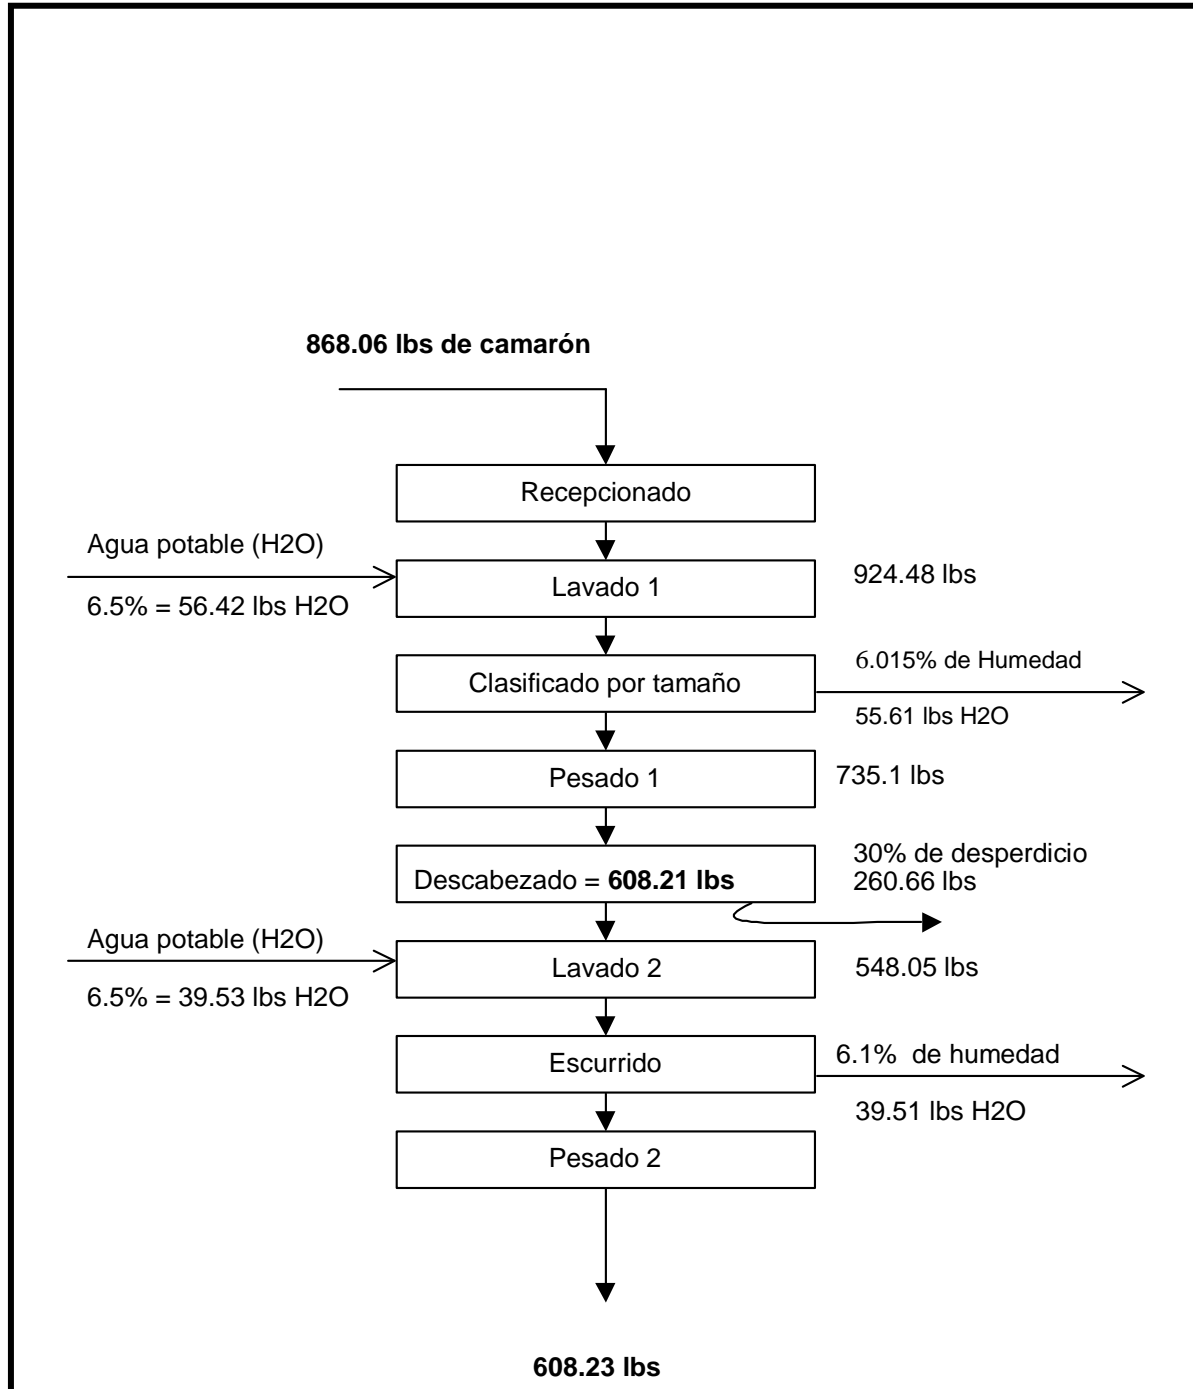 868.06 lbs de camarón
Recepcionado
Agua potable (H2O)
6.5% = 56.42 lbs H2O
Lavado 1
924.48 lbs
Clasificado por tamaño
6.015% de Humedad
55.61 lbs H2O
Pesado 1
735.1 lbs
Descabezado = 608.21 lbs
30% de desperdicio
260.66 lbs
Agua potable (H2O)
6.5% = 39.53 lbs H2O
Lavado 2
548.05 lbs
Escurrido
6.1%  de humedad
39.51 lbs H2O
Pesado 2
608.23 lbs